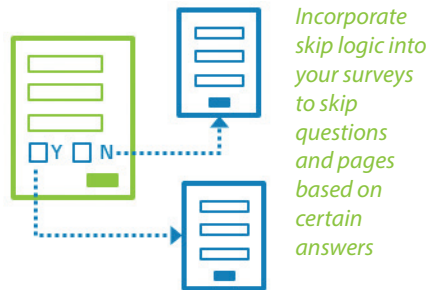 Incorporate
skip logic into
your surveys
to skip
questions
and pages
based on
certain
answers
Y N